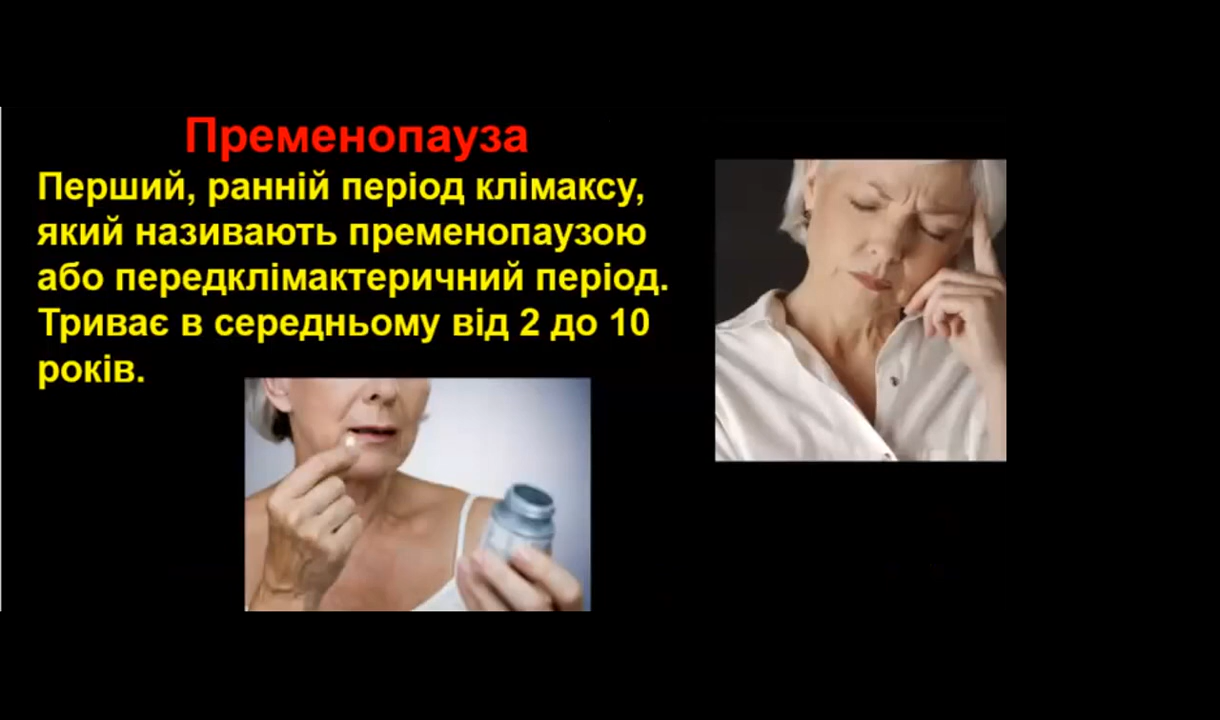 Пременопауза
Перший, ранній період клімаксу,
який називають пременопаузою
або передклімактеричний період.
Триває в середньому від 2 до 10
років.